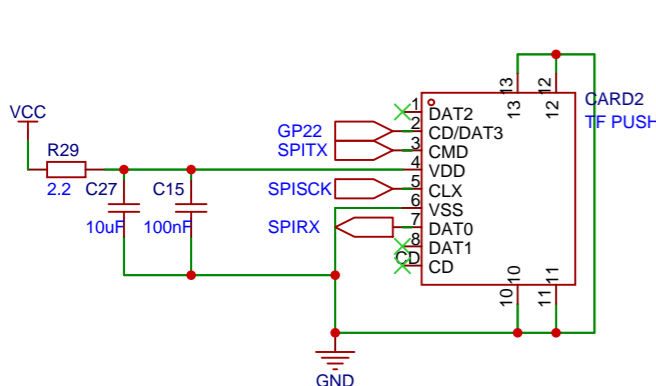 13
12
13
12
CARD2
TF PUSH
VCC
1
DAT2
GP22
2
CD/DAT3
R29
SPITX
3
CMD
4
VDD
2.2
C27
C15
SPISCK
5
CLX
6
VSS
10uF
100nF
SPIRX
7
DAT0
8
DAT1
CD
CD
10
11
10
11
GND